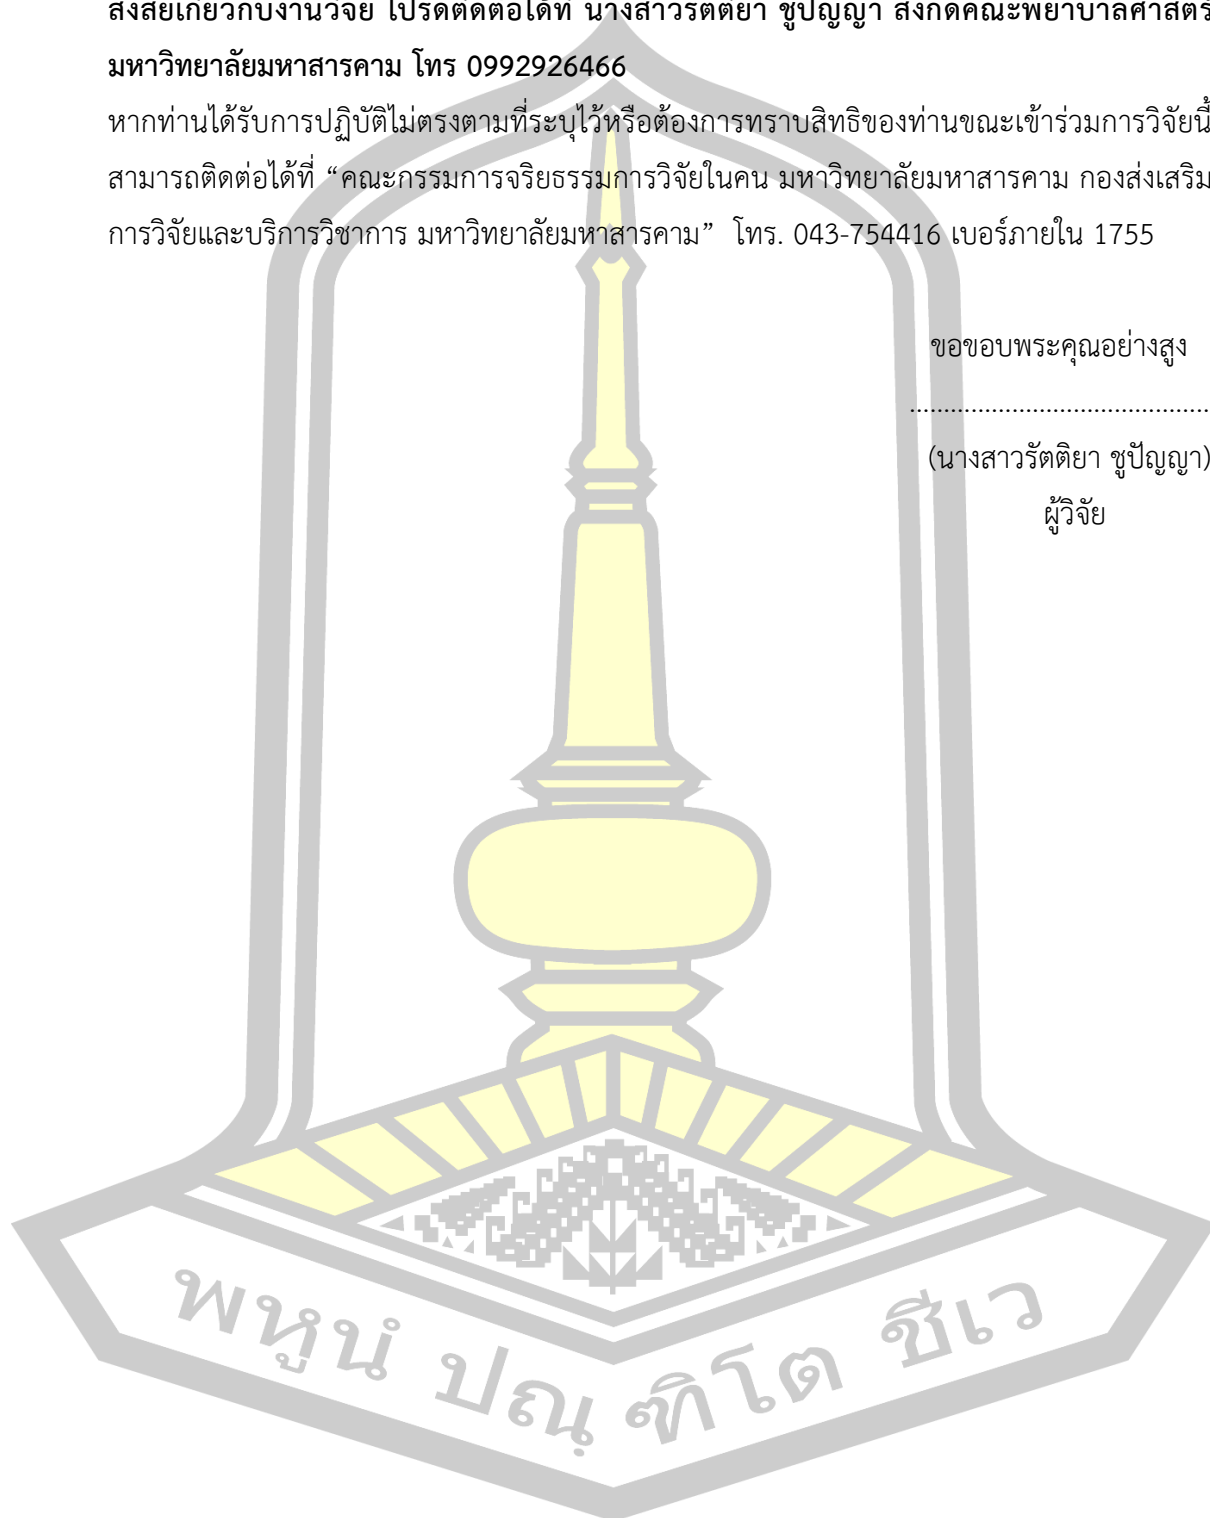 สงสัยเกี่ยวกับงานวิจัย โปรดติดต่อได้ที่ นางสาวรัตติยา ชูปัญญา สังกัดคณะพยาบาลศาสตร์
มหาวิทยาลัยมหาสารคาม โทร 0992926466
หากท่านได้รับการปฏิบัติไม่ตรงตามที่ระบุไว้หรือต้องการทราบสิทธิของท่านขณะเข้าร่วมการวิจัยนี้
สามารถติดต่อได้ที่ “คณะกรรมการจริยธรรมการวิจัยในคน มหาวิทยาลัยมหาสารคาม กองส่งเสริม
การวิจัยและบริการวิชาการ มหาวิทยาลัยมหาสารคาม” โทร. 043-754416 เบอร์ภายใน 1755
ขอขอบพระคุณอย่างสูง
............................................
(นางสาวรัตติยา ชูปัญญา)
ผู้วิจัย
พหูนํ ปณฺฑิโต ชีเว